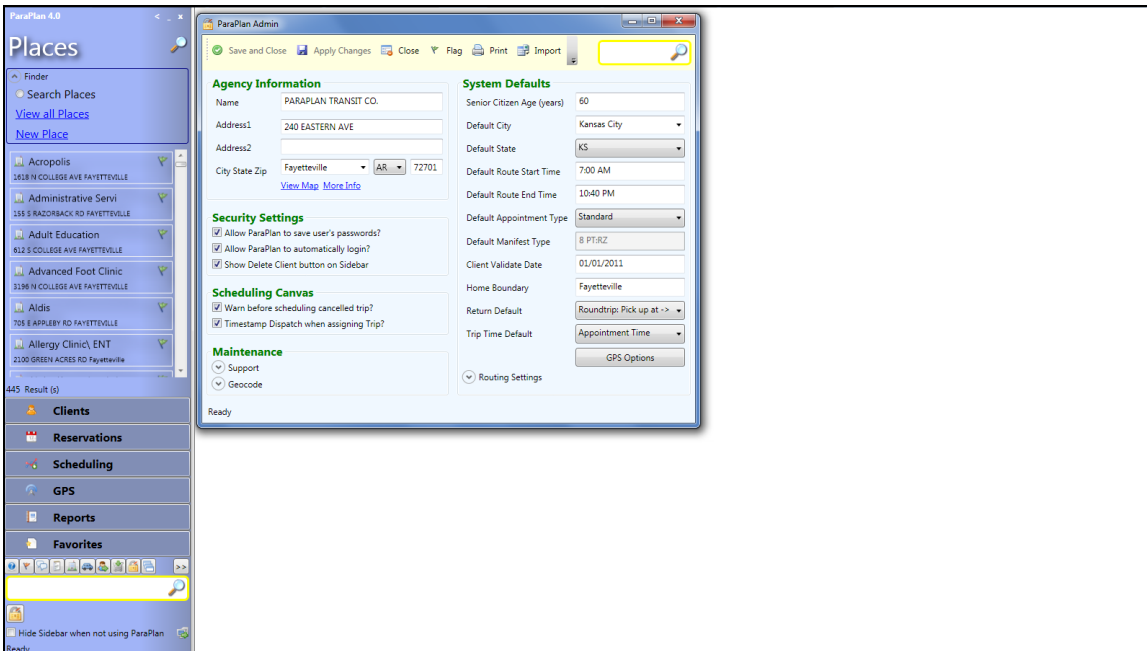 ParaPlan 4.0 < _ x
Places
Finder
Search Places
View all Places
New Place
Acropolis
1618 N COLLEGE AVE FAYETTEVILLE
Administrative Servi
155 S RAZORBACK RD FAYETTEVILLE
Adult Education
612 S COLLEGE AVE FAYETTEVILLE
Advanced Foot Clinic
3196 N COLLEGE AVE FAYETTEVILLE
Aldis
705 E APPLEBY RD FAYETTEVILLE
Allergy Clinic\ ENT
2100 GREEN ACRES RD Fayetteville
445 Result (s)
Clients
Reservations
Scheduling
GPS
Reports
Favorites
>>
Hide Sidebar when not using ParaPlan
Ready
ParaPlan Admin
Save and Close Apply Changes Close Flag Print Import
Agency Information
Name PARAPLAN TRANSIT CO.
Address1 240 EASTERN AVE
Address2
City State Zip Fayetteville AR 72701
View Map More Info
Security Settings
Allow ParaPlan to save user's passwords?
Allow ParaPlan to automatically login?
Show Delete Client button on Sidebar
Scheduling Canvas
Warn before scheduling cancelled trip?
Timestamp Dispatch when assigning Trip?
Maintenance
Support
Geocode
Ready
System Defaults
Senior Citizen Age (years) 60
Default City Kansas City
Default State KS
Default Route Start Time 7:00 AM
Default Route End Time 10:40 PM
Default Appointment Type Standard
Default Manifest Type 8 PT:RZ
Client Validate Date 01/01/2011
Home Boundary Fayetteville
Return Default Roundtrip: Pick up at ->
Trip Time Default Appointment Time
GPS Options
Routing Settings